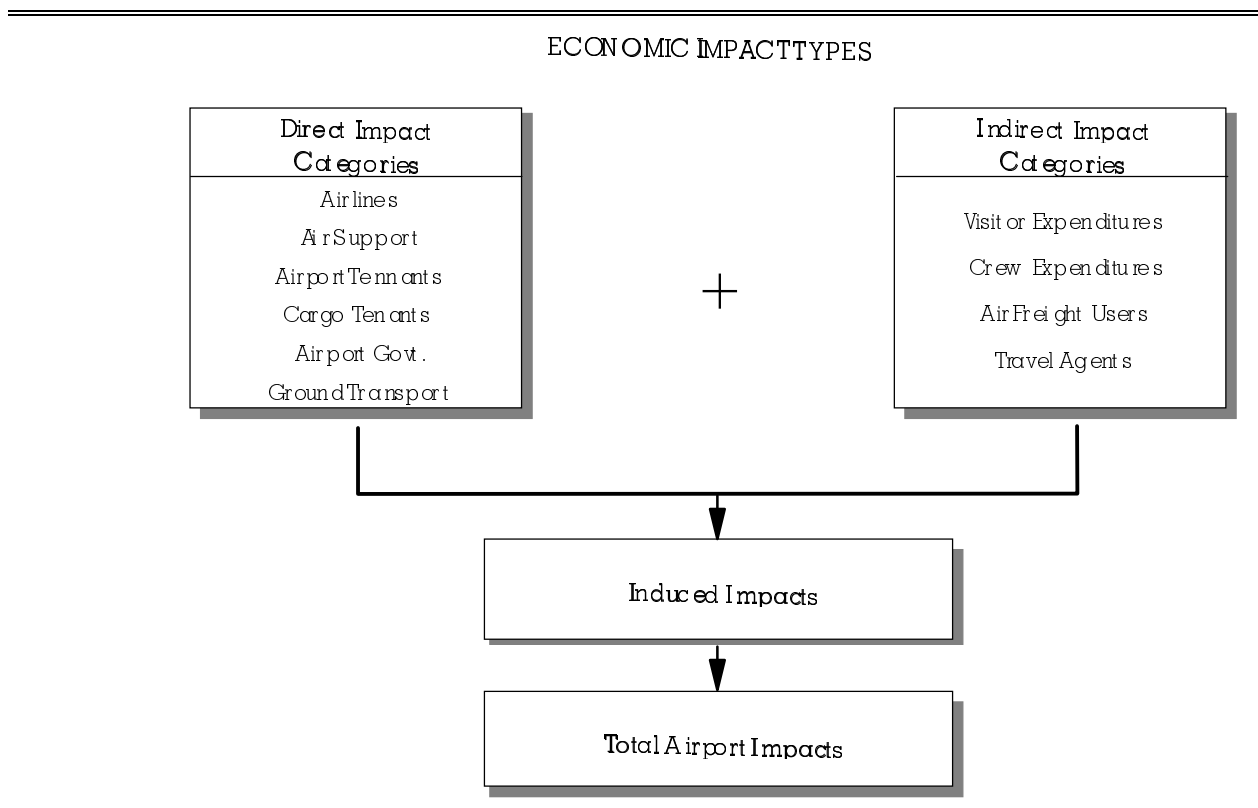 ECONOMIC IMPACT TYPES
Direct Impact
Categories
Airlines
Air Support
Airport Tennants
Cargo Tenants
Airport Govt.
Ground Transport
+
Indirect Impact
Categories
Visitor Expenditures
Crew Expenditures
Air Freight Users
Travel Agents
Induced Impacts
Total Airport Impacts